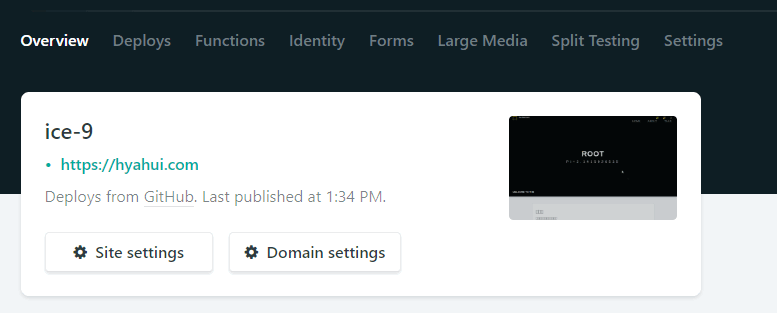 Overview Deploys Functions Identity Forms Large Media Split Testing Settings
ice-9
• https://hyahui.com
Deploys from GitHub. Last published at 1:34 PM.
ROOT
Site settings Domain settings